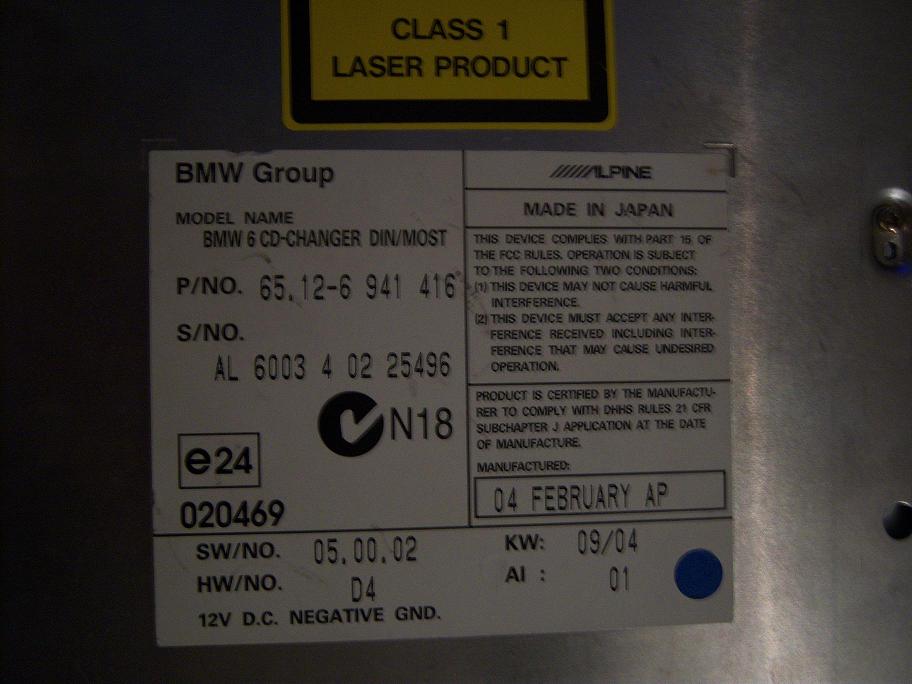 CLASS 1
LASER PRODUCT
BMW Group
MODEL NAME
BMW 6 CD-CHANGER DIN/MOST
P/NO. 65.12-6 941 416
S/NO.
AL 6003 4 02 25496
N18
e24
020469
ALPINE
MADE IN JAPAN
THIS DEVICE COMPLIES WITH PART 15 OF
THE FCC RULES. OPERATION IS SUBJECT
TO THE FOLLOWING TWO CONDITIONS:
(1) THIS DEVICE MAY NOT CAUSE HARMFUL
INTERFERENCE.
(2) THIS DEVICE MUST ACCEPT ANY INTER-
FERENCE RECEIVED INCLUDING INTER-
FERENCE THAT MAY CAUSE UNDESIRED
OPERATION.
PRODUCT IS CERTIFIED BY THE MANUFACTU-
RER TO COMPLY WITH DHHS RULES 21 CFR
SUBCHAPTER J APPLICATION AT THE DATE
OF MANUFACTURE.
MANUFACTURED:
04 FEBRUARY AP
SW/NO. 05.00.02 KW: 09/04
HW/NO. D4 AI : 01
12V D.C. NEGATIVE GND.